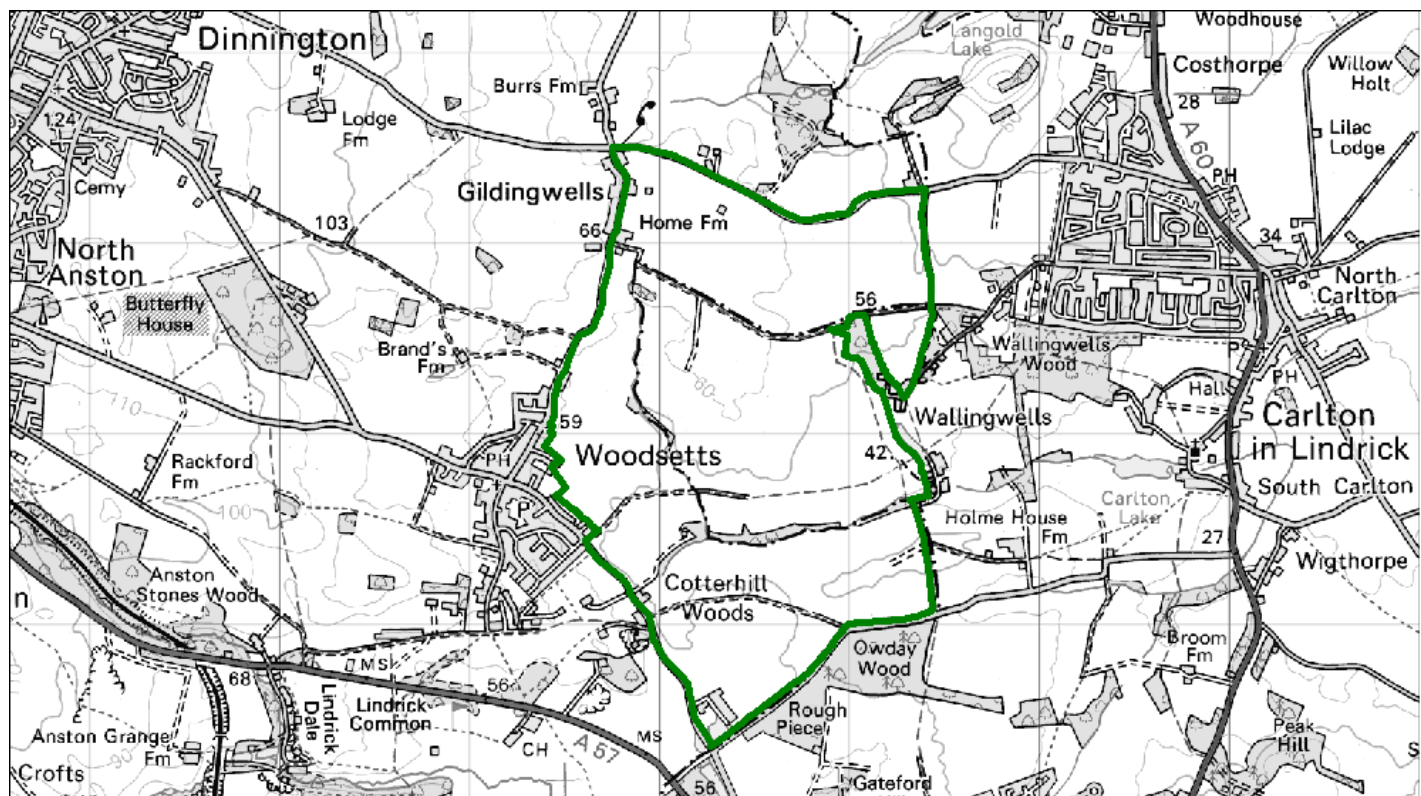 Dinnington
Langold
Lake
Woodhouse
Costhorpe
Willow
Holt
Burrs Fm
28
A 60
Lilac
Lodge
124
Lodge
Fm
Cemy
Gildingwells
PH
103
Home Fm
66
34
North
Anston
North
Carlton
Butterfly
House
56
Brand's
Fm
Wallingwells
Wood
60
Hall
PH
110
59
Wallingwells
Carlton
in Lindrick
Woodsetts
42
PH
Rackford
Fm
South Carlton
100
P
Carlton
Lake
Holme House
Fm
27
Wigthorpe
Anston
Stones Wood
Cotterhill
Woods
n
Broom
Fm
Owday
Wood
MS
68
56
Lindrick
Common
Lindrick
Dale
Rough
Piece
Peak
Hill
Anston Grange
Fm
CH
A 57
MS
90
S
Crofts
56
Gateford